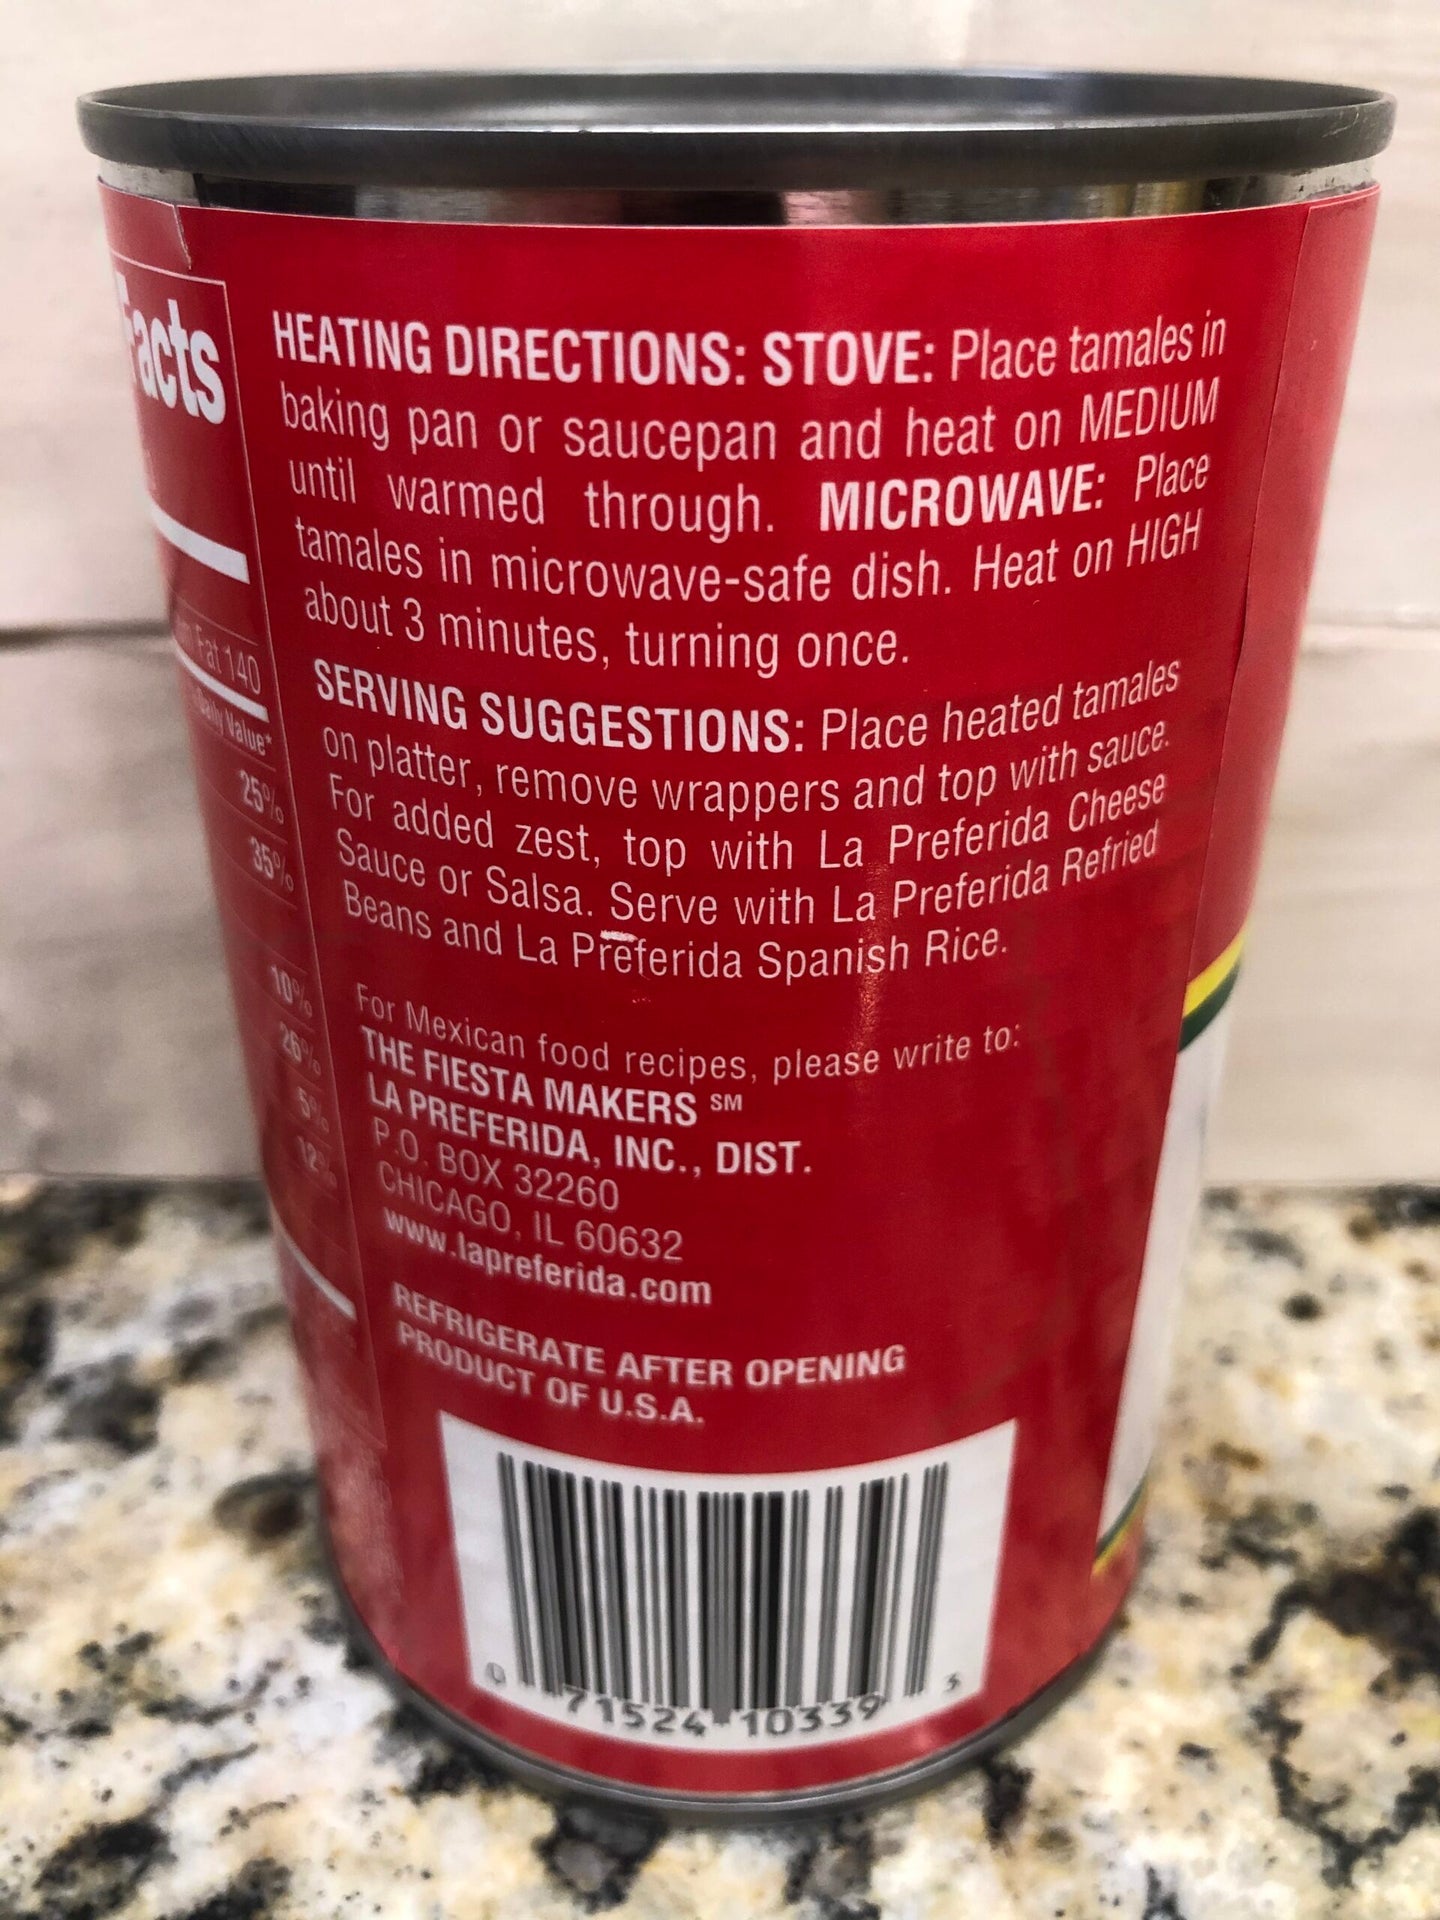 Facts
Fat 140
Daily Value*
25%
35%
10%
26%
5%
12%
HEATING DIRECTIONS: STOVE: Place tamales in
baking pan or saucepan and heat on MEDIUM
until warmed through. MICROWAVE: Place
tamales in microwave-safe dish. Heat on HIGH
about 3 minutes, turning once.
SERVING SUGGESTIONS: Place heated tamales
on platter, remove wrappers and top with sauce.
For added zest, top with La Preferida Cheese
Sauce or Salsa. Serve with La Preferida Refried
Beans and La Preferida Spanish Rice.
For Mexican food recipes, please write to:
THE FIESTA MAKERS SM
LA PREFERIDA, INC., DIST.
P.O. BOX 32260
CHICAGO, IL 60632
www.lapreferida.com
REFRIGERATE AFTER OPENING
PRODUCT OF U.S.A.
0 71524 10339 3